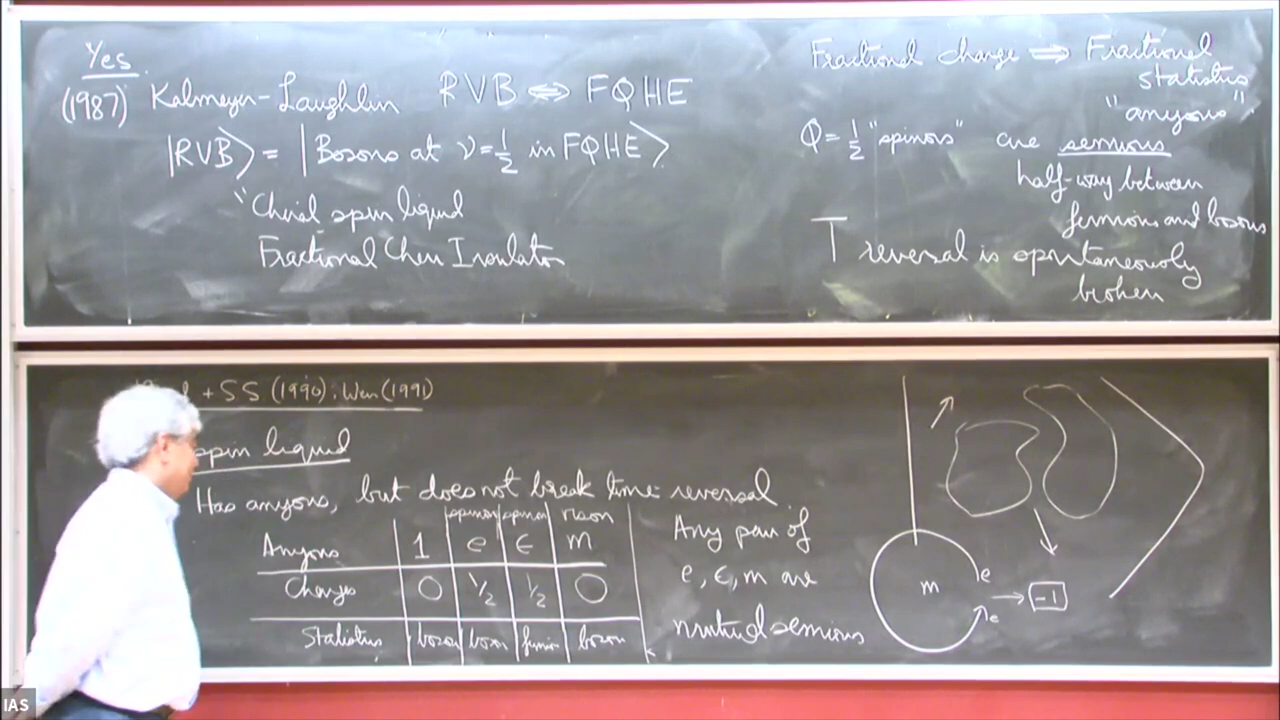 Yes
(1987) Kalmeyer-Laughlin RVB ⟺ FQHE
|RVB⟩ = |Bosons at ν=1/2 in FQHE⟩
"Chiral spin liquid
Fractional Chern Insulator
Fractional charge ⟹ Fractional
statistics
"anyons"
Q=1/2 "spinors" are semions
half-way between
fermions and bosons
T reversal is spontaneously
broken
+ SS (1990), Wen (1991)
spin liquid
Has anyons, but does not break time reversal
spinon spinon vison
Anyons 1 e ϵ m
Charges 0 1/2 1/2 0
Statistics boson boson fermion boson
Any pair of
e, ϵ, m are
mutual semions
m e → -1
e
IAS